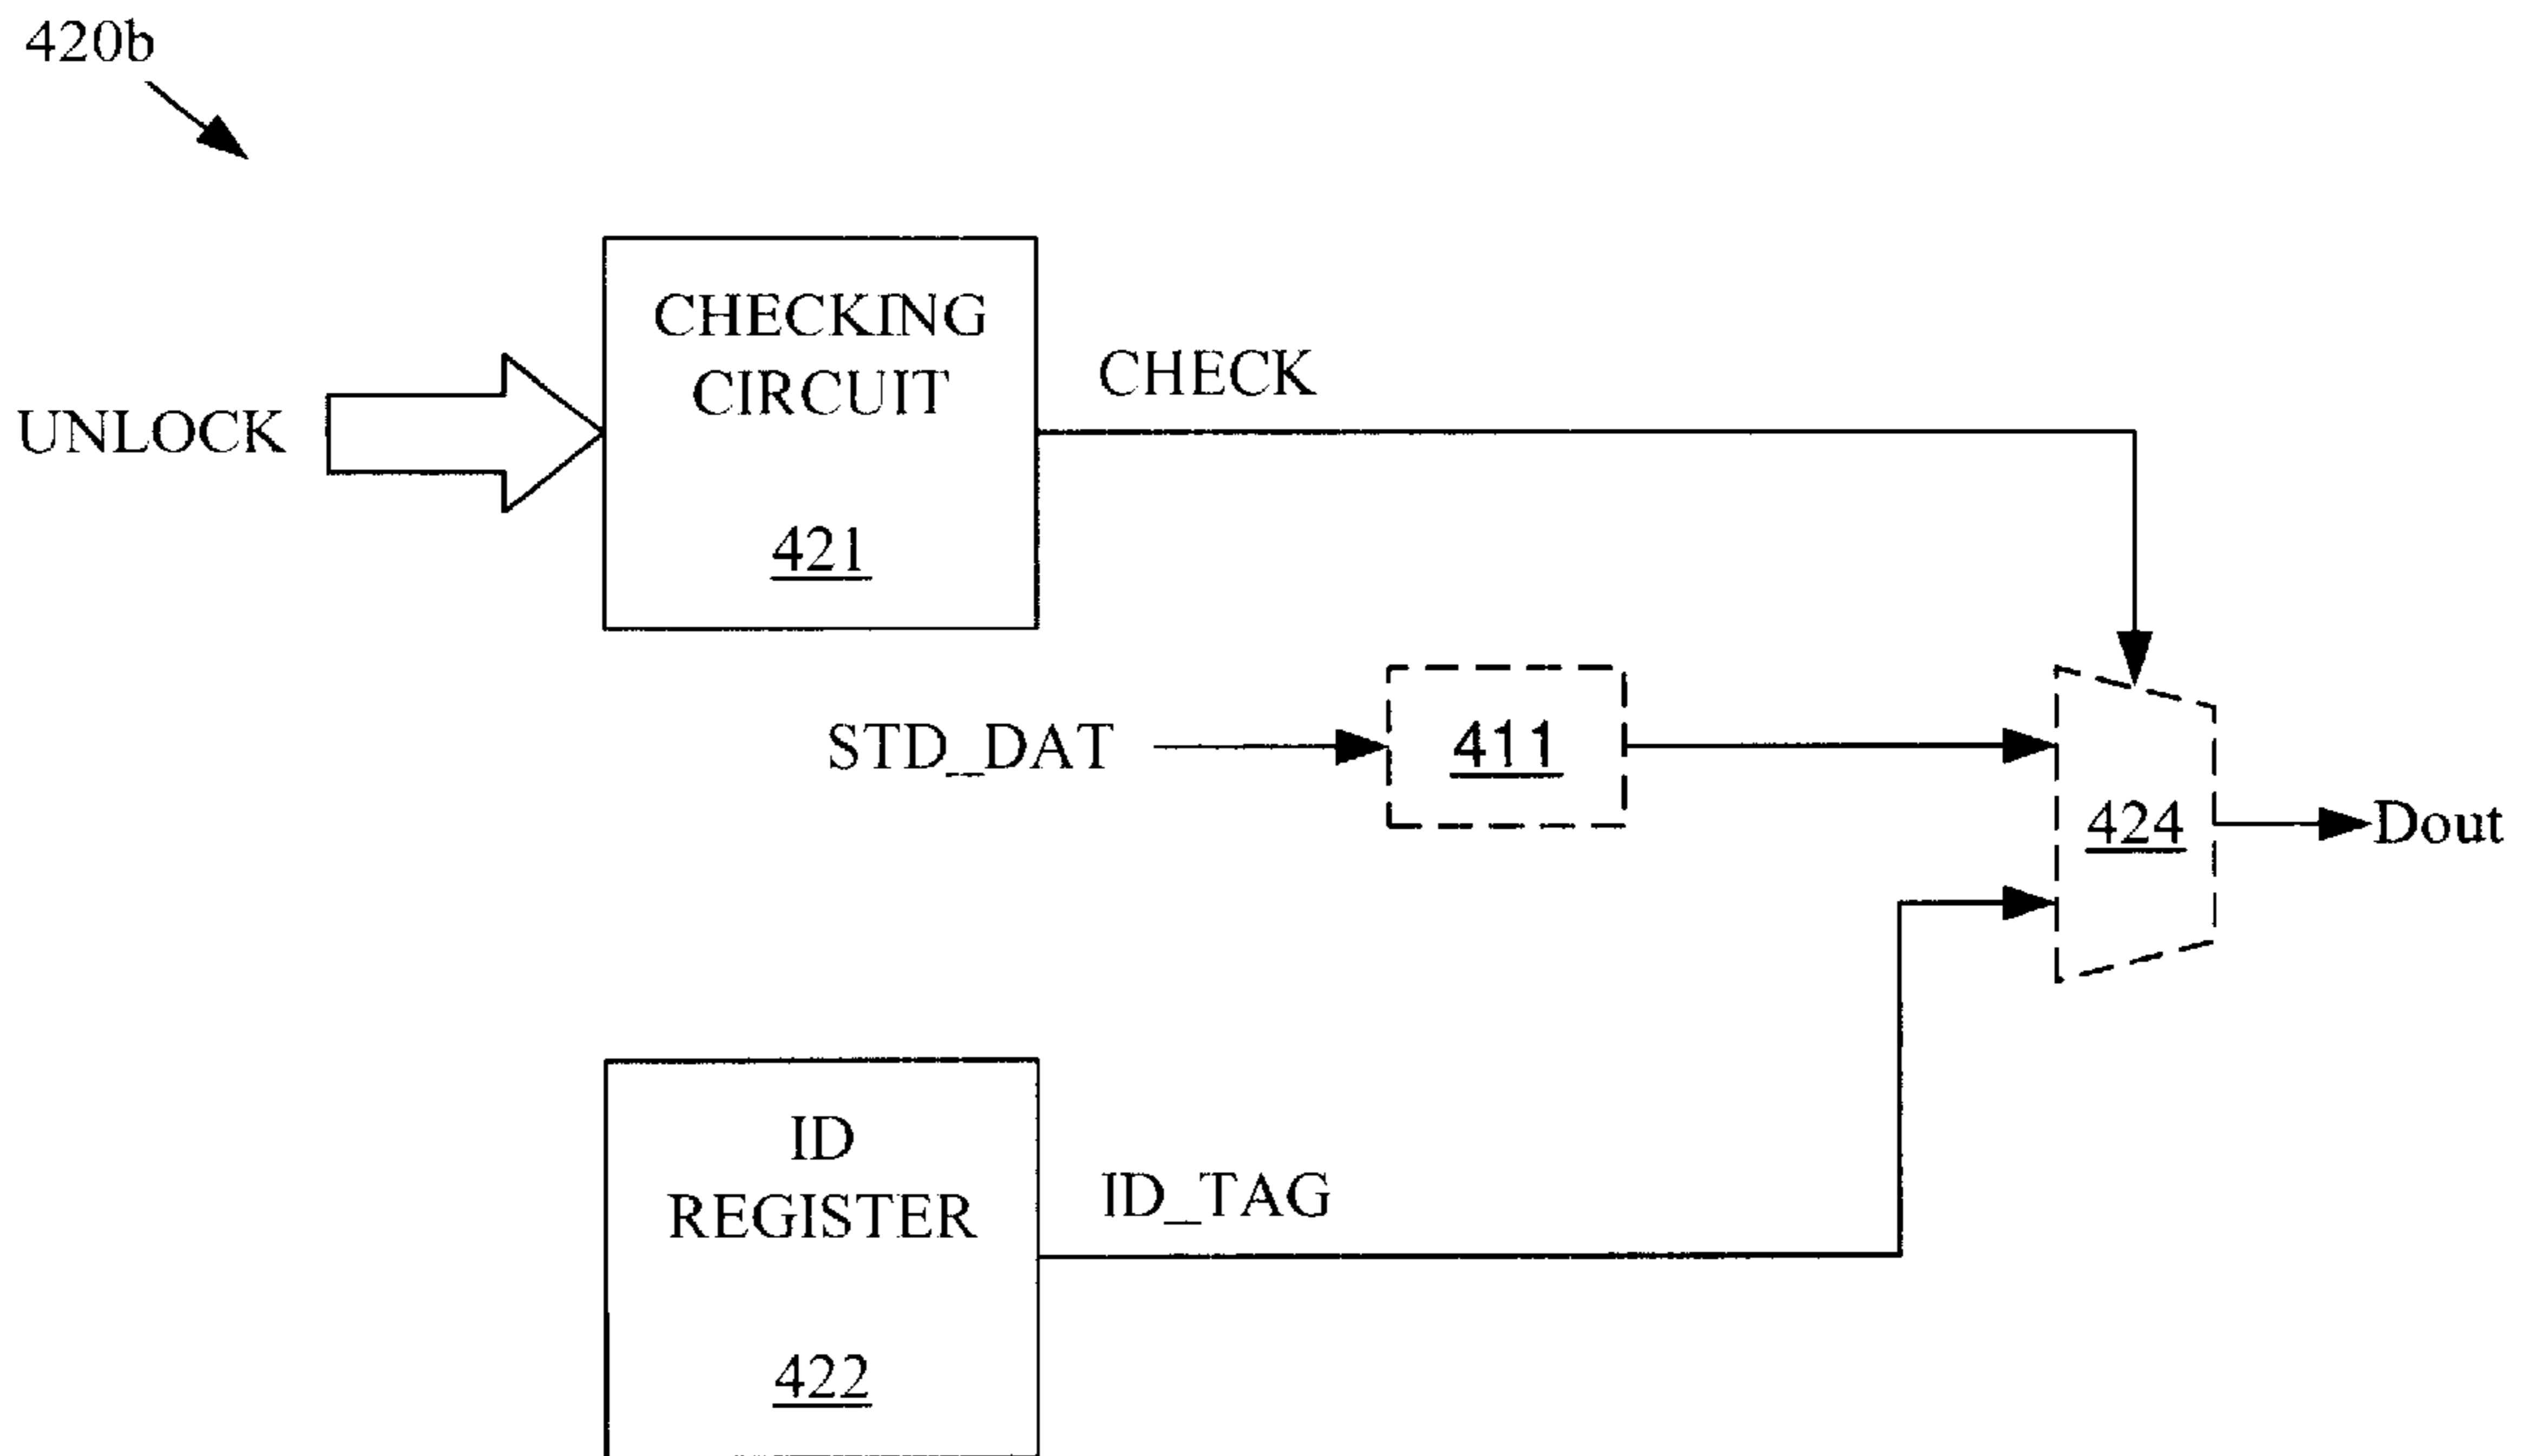 420b
CHECKING
CIRCUIT
421
UNLOCK
CHECK
STD_DAT
411
424
Dout
ID
REGISTER
422
ID_TAG